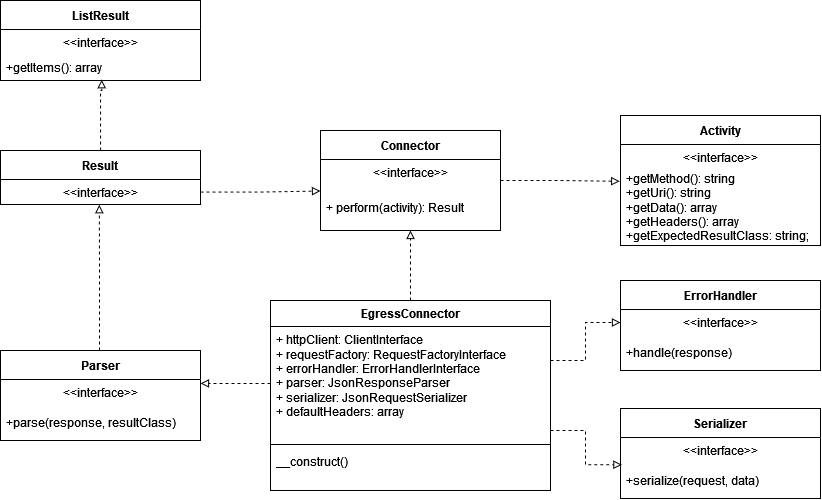 ListResult
<<interface>>
+getItems(): array
Result
<<interface>>
Parser
<<interface>>
+parse(response, resultClass)
Connector
<<interface>>
+ perform(activity): Result
EgressConnector
+ httpClient: ClientInterface
+ requestFactory: RequestFactoryInterface
+ errorHandler: ErrorHandlerInterface
+ parser: JsonResponseParser
+ serializer: JsonRequestSerializer
+ defaultHeaders: array
__construct()
Activity
<<interface>>
+getMethod(): string
+getUri(): string
+getData(): array
+getHeaders(): array
+getExpectedResultClass: string;
ErrorHandler
<<interface>>
+handle(response)
Serializer
<<interface>>
+serialize(request, data)